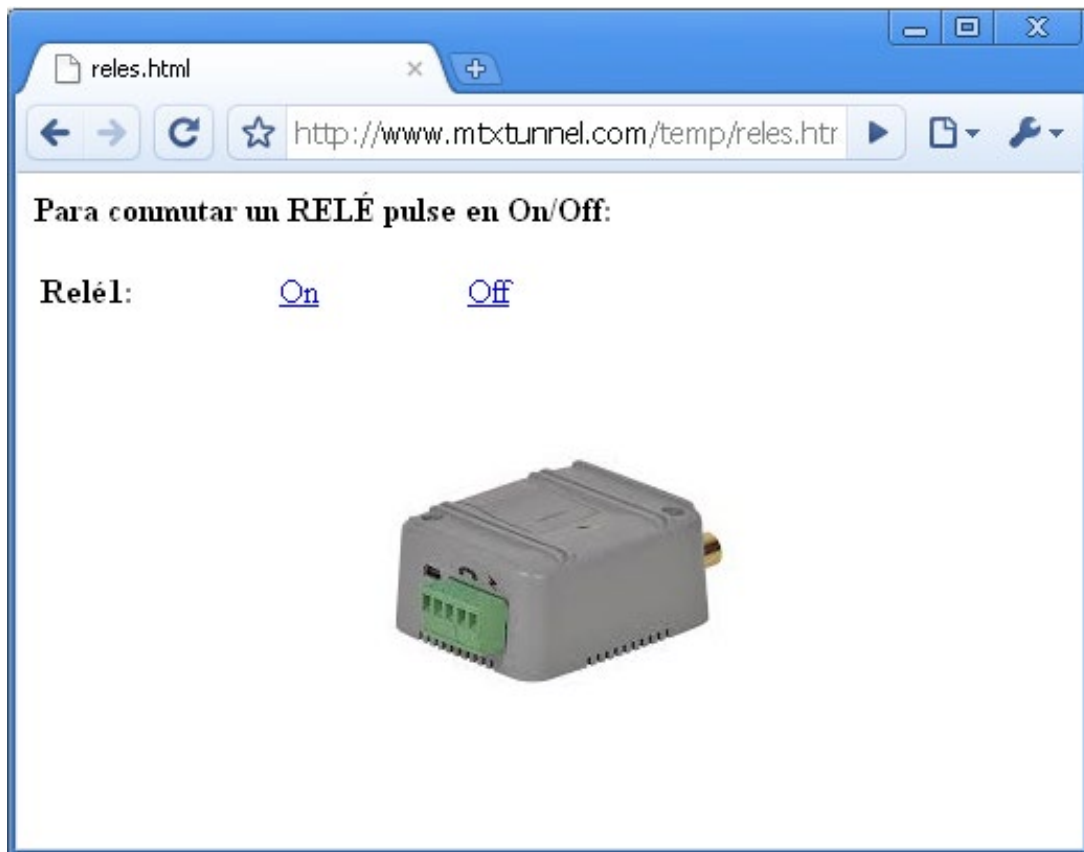 reles.html
http://www.mtxtunnel.com/temp/reles.htr
Para conmutar un RELÉ pulse en On/Off:
Relé1: On Off